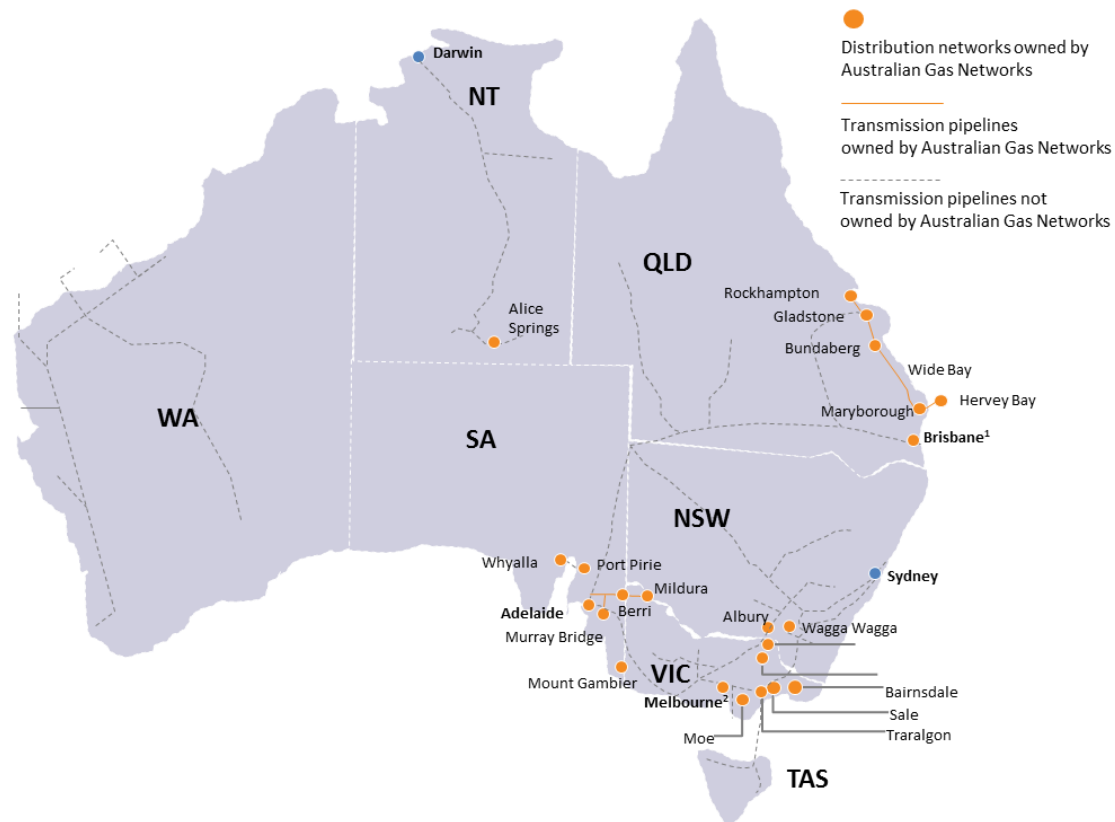 Darwin
NT
Distribution networks owned by
Australian Gas Networks
Transmission pipelines
owned by Australian Gas Networks
Transmission pipelines not
owned by Australian Gas Networks
QLD
Rockhampton
Gladstone
Bundaberg
Wide Bay
Hervey Bay
Maryborough
Brisbane¹
Alice
Springs
WA
SA
NSW
Whyalla
Port Pirie
Sydney
Mildura
Adelaide
Berri
Albury
Wagga Wagga
Murray Bridge
VIC
Mount Gambier
Melbourne²
Bairnsdale
Sale
Traralgon
Moe
TAS